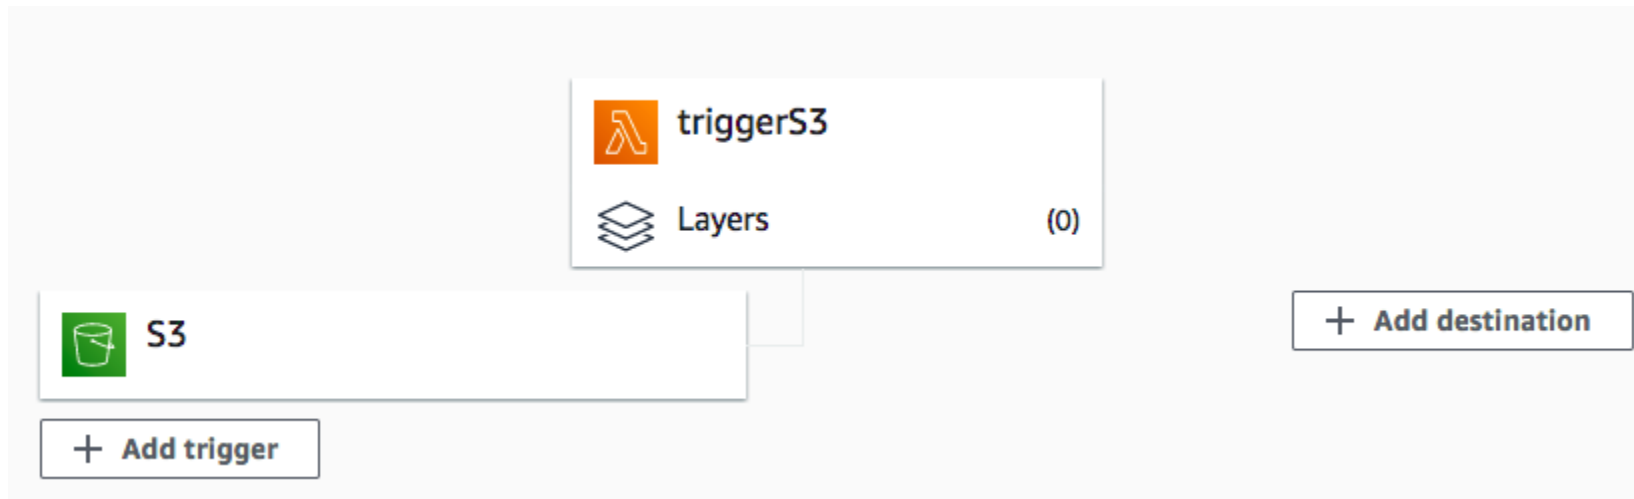 triggerS3
Layers (0)
S3
+ Add destination
+ Add trigger